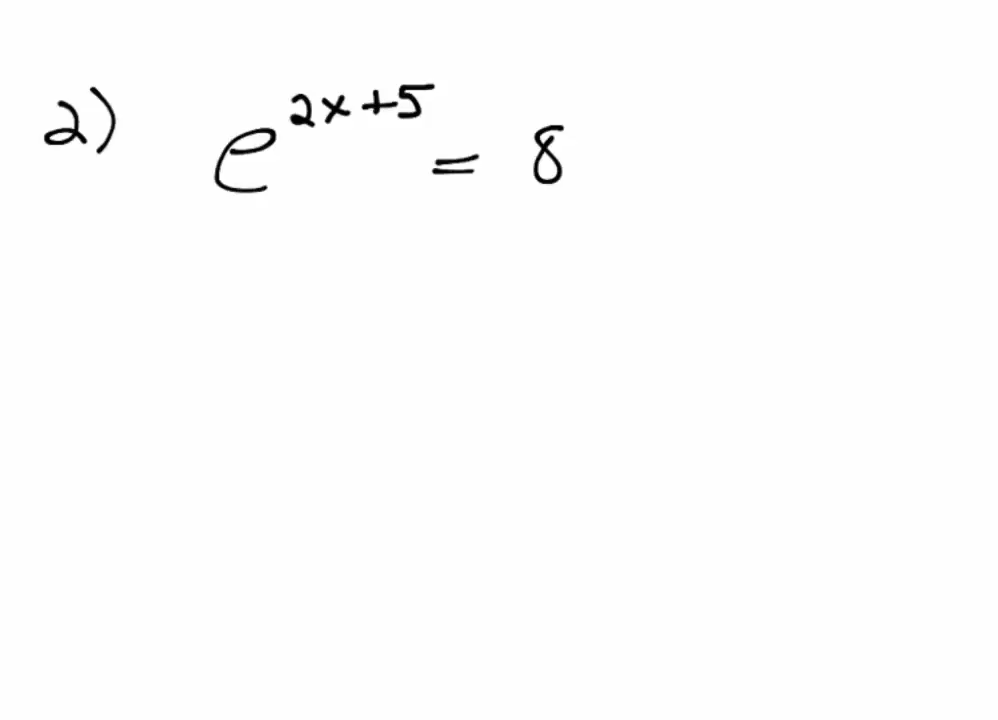 2) e^{2x+5} = 8